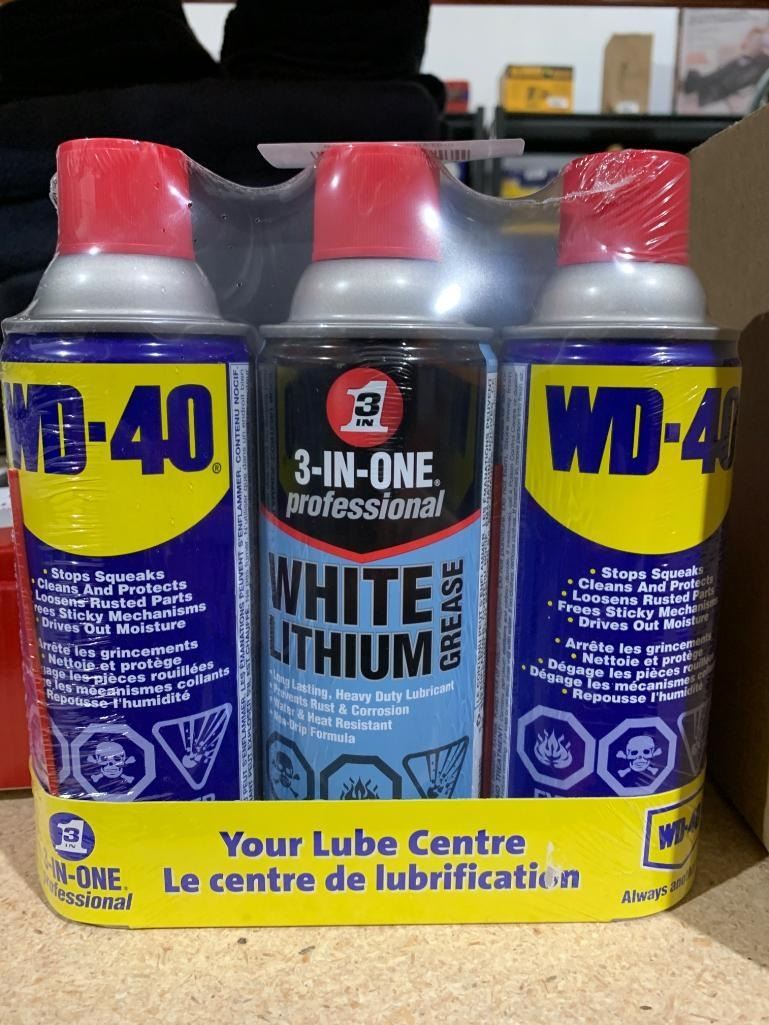 WD-40
®
• Stops Squeaks
• Cleans And Protects
• Loosens Rusted Parts
Frees Sticky Mechanisms
• Drives Out Moisture
Arrête les grincements
• Nettoie et protège
les pièces rouillées
les mécanismes collants
Repousse l'humidité
3
IN
1
3-IN-ONE®
professional
WHITE
LITHIUM
GREASE
• Long Lasting, Heavy Duty Lubricant
• Prevents Rust & Corrosion
• Water & Heat Resistant
• Non-Drip Formula
WD-40
• Stops Squeaks
• Cleans And Protects
• Loosens Rusted Parts
• Frees Sticky Mechanisms
• Drives Out Moisture
• Arrête les grincements
• Nettoie et protège
• Dégage les pièces rouillées
• Dégage les mécanismes
• Repousse l'humidité
3
IN
1
3-IN-ONE®
professional
Your Lube Centre
Le centre de lubrification
WD-40
Always